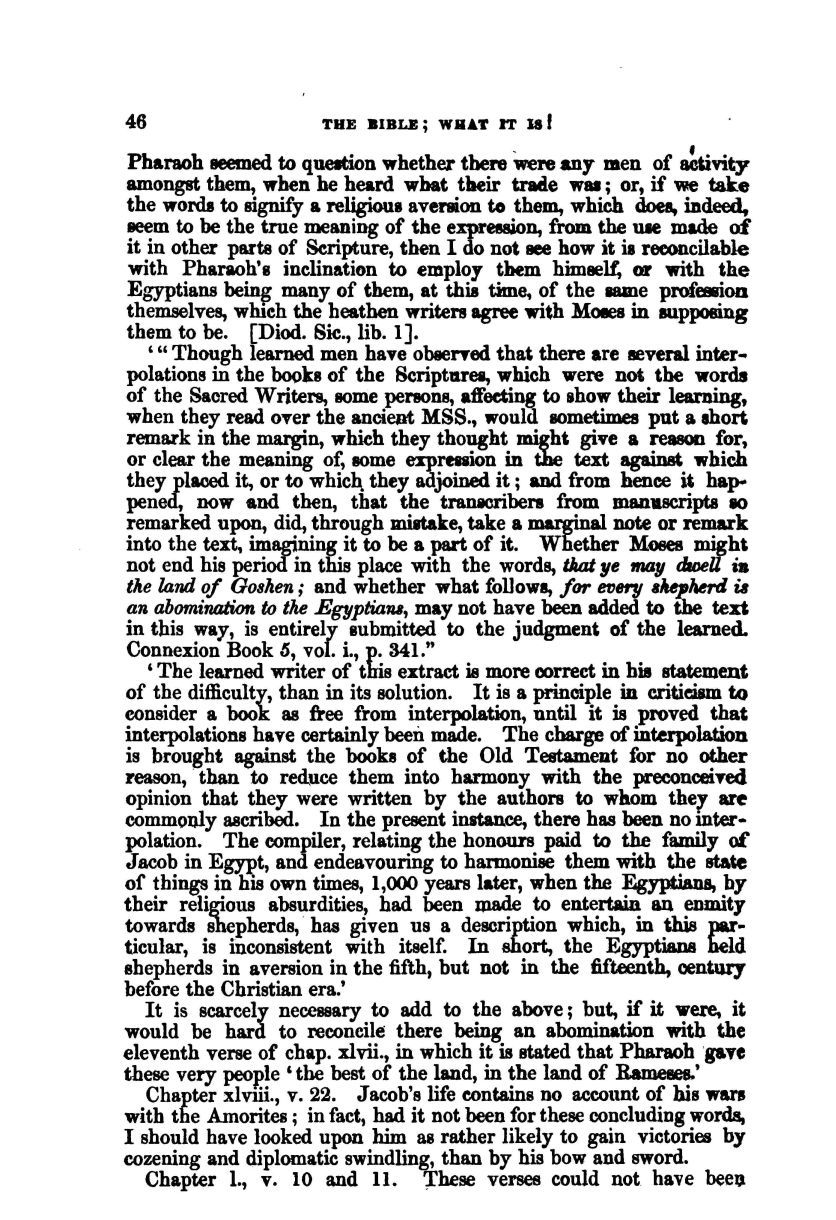 46 THE BIBLE; WHAT IT IS!
Pharaoh seemed to question whether there were any men of activity
amongst them, when he heard what their trade was; or, if we take
the words to signify a religious aversion to them, which does, indeed,
seem to be the true meaning of the expression, from the use made of
it in other parts of Scripture, then I do not see how it is reconcilable
with Pharaoh's inclination to employ them himself, or with the
Egyptians being many of them, at this time, of the same profession
themselves, which the heathen writers agree with Moses in supposing
them to be. [Diod. Sic., lib. 1].
' " Though learned men have observed that there are several inter-
polations in the books of the Scriptures, which were not the words
of the Sacred Writers, some persons, affecting to show their learning,
when they read over the ancient MSS., would sometimes put a short
remark in the margin, which they thought might give a reason for,
or clear the meaning of, some expression in the text against which
they placed it, or to which they adjoined it; and from hence it hap-
pened, now and then, that the transcribers from manuscripts so
remarked upon, did, through mistake, take a marginal note or remark
into the text, imagining it to be a part of it. Whether Moses might
not end his period in this place with the words, that ye may dwell in
the land of Goshen; and whether what follows, for every shepherd is
an abomination to the Egyptians, may not have been added to the text
in this way, is entirely submitted to the judgment of the learned.
Connexion Book 5, vol. i., p. 341."
' The learned writer of this extract is more correct in his statement
of the difficulty, than in its solution. It is a principle in criticism to
consider a book as free from interpolation, until it is proved that
interpolations have certainly been made. The charge of interpolation
is brought against the books of the Old Testament for no other
reason, than to reduce them into harmony with the preconceived
opinion that they were written by the authors to whom they are
commonly ascribed. In the present instance, there has been no inter-
polation. The compiler, relating the honours paid to the family of
Jacob in Egypt, and endeavouring to harmonise them with the state
of things in his own times, 1,000 years later, when the Egyptians, by
their religious absurdities, had been made to entertain an enmity
towards shepherds, has given us a description which, in this par-
ticular, is inconsistent with itself. In short, the Egyptians held
shepherds in aversion in the fifth, but not in the fifteenth, century
before the Christian era.'
It is scarcely necessary to add to the above; but, if it were, it
would be hard to reconcile there being an abomination with the
eleventh verse of chap. xlvii., in which it is stated that Pharaoh gave
these very people ' the best of the land, in the land of Rameses.'
Chapter xlviii., v. 22. Jacob's life contains no account of his wars
with the Amorites; in fact, had it not been for these concluding words,
I should have looked upon him as rather likely to gain victories by
cozening and diplomatic swindling, than by his bow and sword.
Chapter l., v. 10 and 11. These verses could not have been